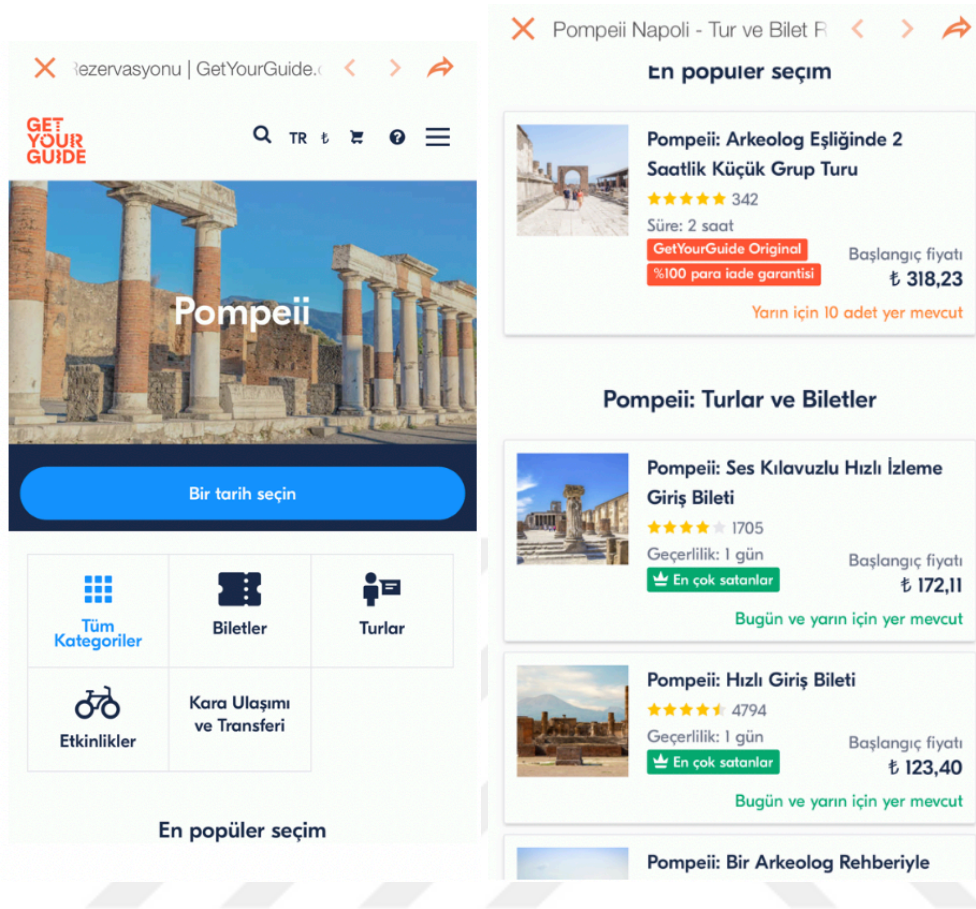 Rezervasyonu | GetYourGuide.c
GET
YOUR
GUIDE
TR ₺
Pompeii
Bir tarih seçin
Tüm
Kategoriler
Biletler
Turlar
Etkinlikler
Kara Ulaşımı
ve Transferi
En popüler seçim
Pompeii Napoli - Tur ve Bilet R
En popüler seçim
Pompeii: Arkeolog Eşliğinde 2
Saatlik Küçük Grup Turu
342
Süre: 2 saat
GetYourGuide Original
%100 para iade garantisi
Başlangıç fiyatı
₺ 318,23
Yarın için 10 adet yer mevcut
Pompeii: Turlar ve Biletler
Pompeii: Ses Kılavuzlu Hızlı İzleme
Giriş Bileti
1705
Geçerlilik: 1 gün
En çok satanlar
Başlangıç fiyatı
₺ 172,11
Bugün ve yarın için yer mevcut
Pompeii: Hızlı Giriş Bileti
4794
Geçerlilik: 1 gün
En çok satanlar
Başlangıç fiyatı
₺ 123,40
Bugün ve yarın için yer mevcut
Pompeii: Bir Arkeolog Rehberiyle